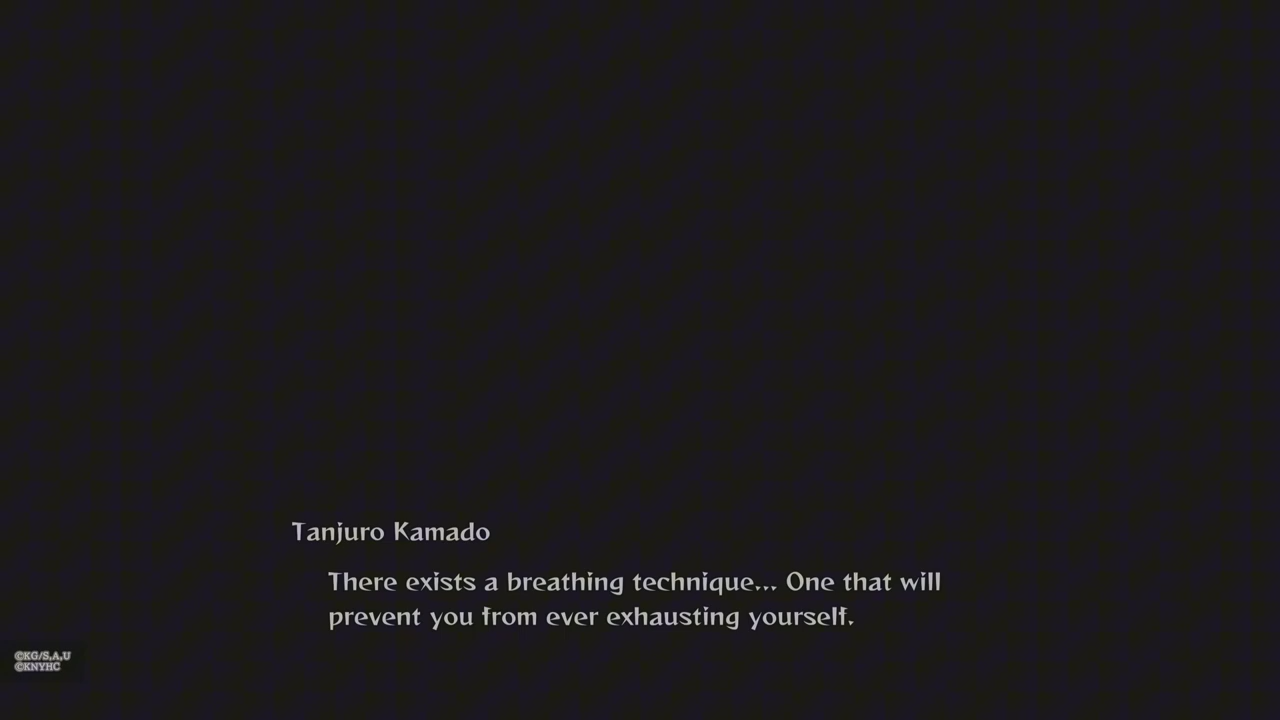 Tanjuro Kamado
There exists a breathing technique... One that will
prevent you from ever exhausting yourself.
©KG/S,A,U
©KNYHC